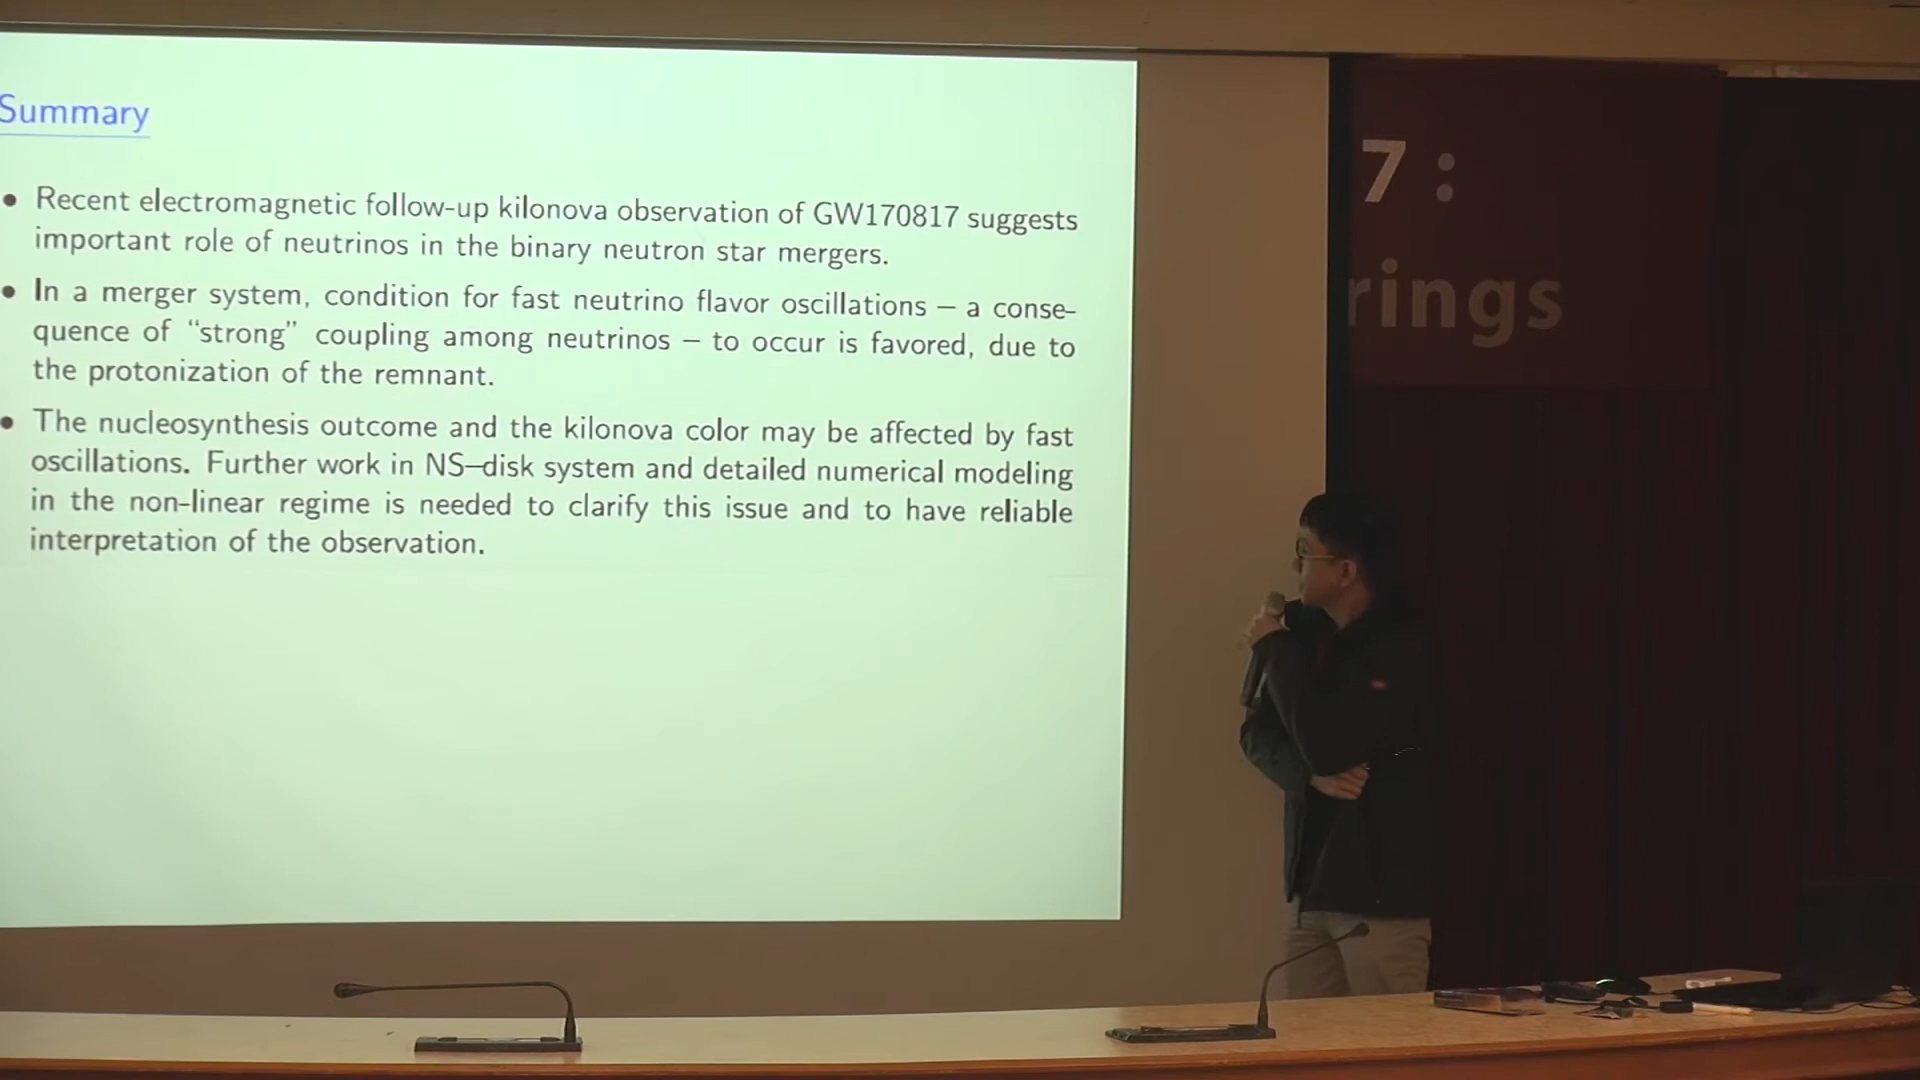 Summary
• Recent electromagnetic follow-up kilonova observation of GW170817 suggests
important role of neutrinos in the binary neutron star mergers.
• In a merger system, condition for fast neutrino flavor oscillations – a conse-
quence of “strong” coupling among neutrinos – to occur is favored, due to
the protonization of the remnant.
• The nucleosynthesis outcome and the kilonova color may be affected by fast
oscillations. Further work in NS–disk system and detailed numerical modeling
in the non-linear regime is needed to clarify this issue and to have reliable
interpretation of the observation.
7 :
rings